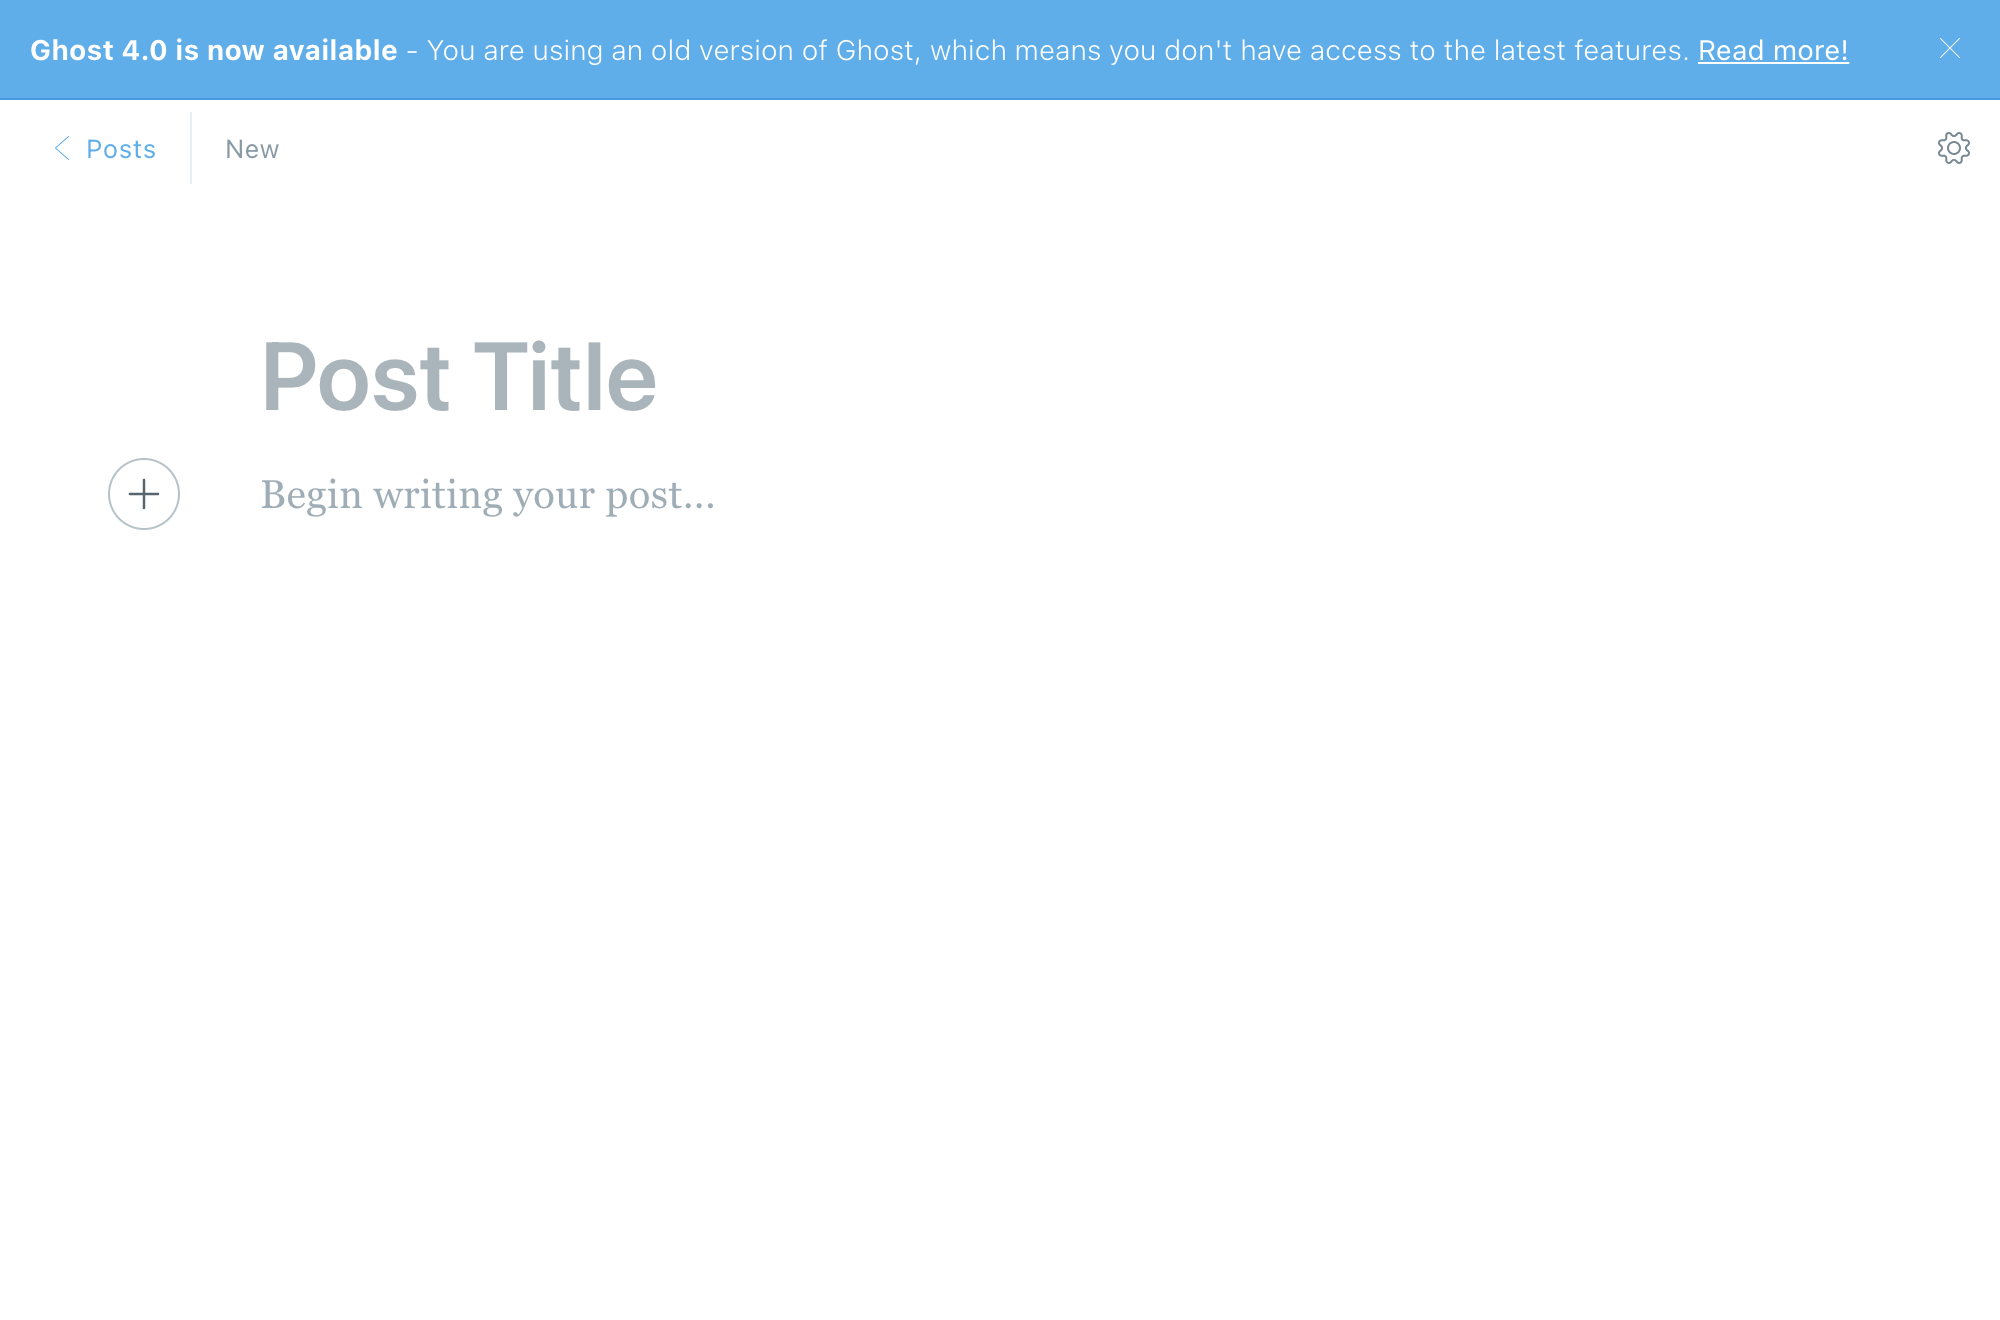 Ghost 4.0 is now available - You are using an old version of Ghost, which means you don't have access to the latest features. Read more!
Posts
New
Post Title
Begin writing your post...